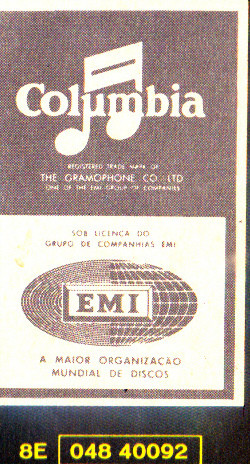 Columbia
REGISTERED TRADE MARK OF
THE GRAMOPHONE CO. LTD
ONE OF THE EMI GROUP OF COMPANIES
SOB LICENCA DO
GRUPO DE COMPANHIAS EMI
EMI
A MAIOR ORGANIZAÇÃO
MUNDIAL DE DISCOS
8E 048 40092